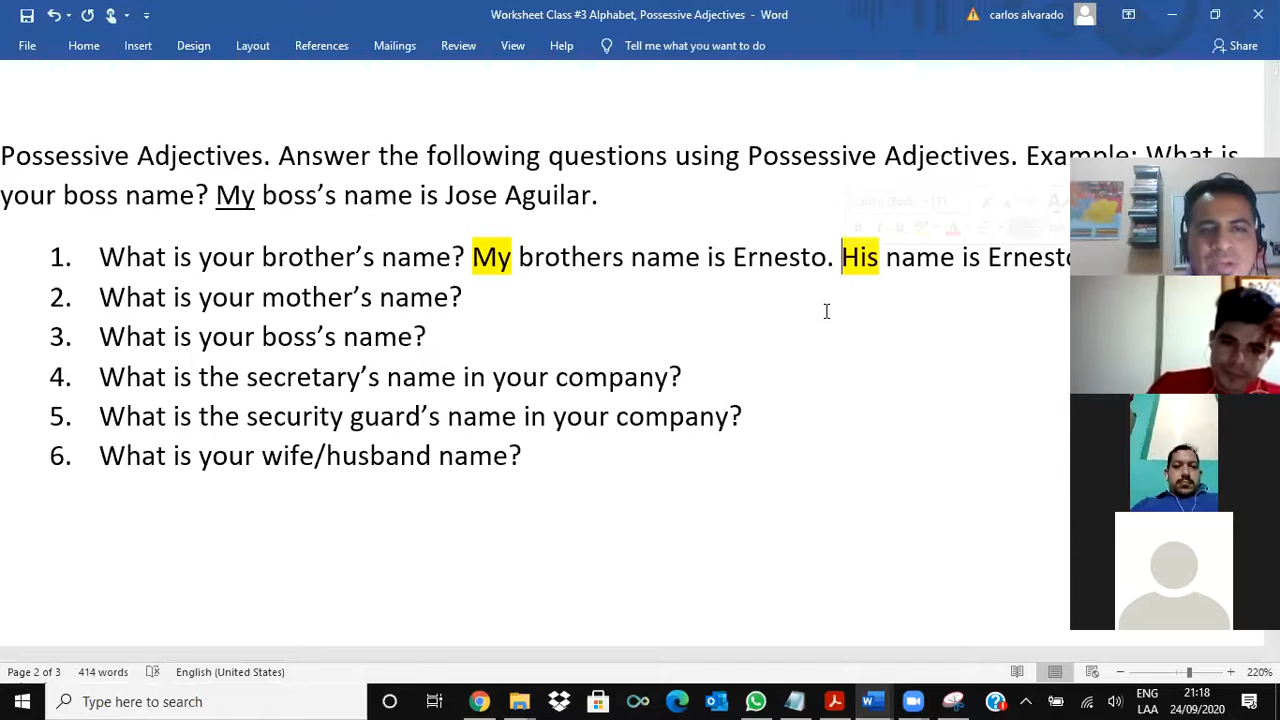 Worksheet Class #3 Alphabet, Possessive Adjectives - Word
carlos alvarado
File Home Insert Design Layout References Mailings Review View Help Tell me what you want to do Share
Possessive Adjectives. Answer the following questions using Possessive Adjectives. Example: What is
your boss name? My boss's name is Jose Aguilar.
1. What is your brother's name? My brothers name is Ernesto. His name is Ernesto
2. What is your mother's name?
3. What is your boss's name?
4. What is the secretary's name in your company?
5. What is the security guard's name in your company?
6. What is your wife/husband name?
Page 2 of 3 414 words English (United States) 220%
Type here to search
ENG 21:18
LAA 24/09/2020